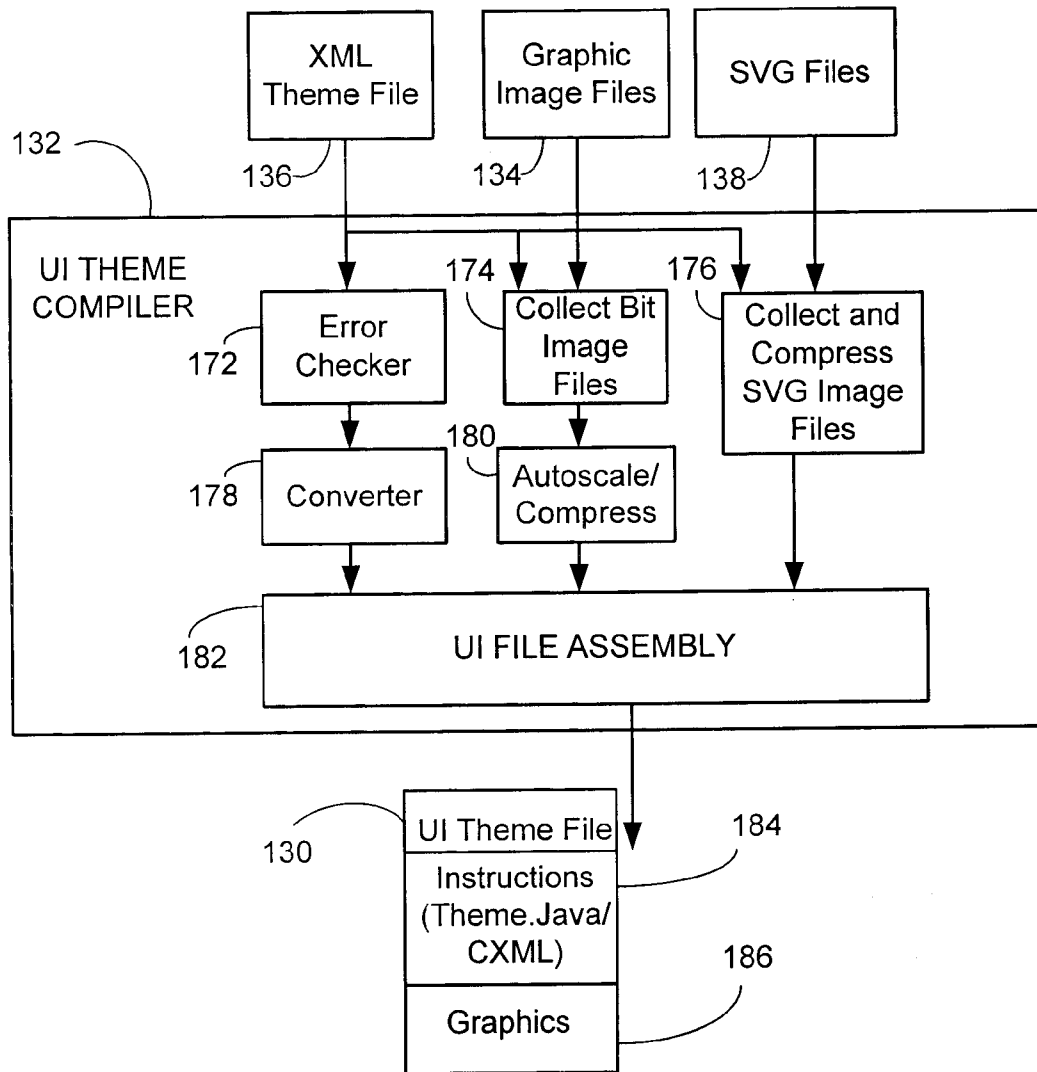 XML
Theme File
Graphic
Image Files
SVG Files
132
136
134
138
UI THEME
COMPILER
172
Error
Checker
174
Collect Bit
Image
Files
176
Collect and
Compress
SVG Image
Files
178
Converter
180
Autoscale/
Compress
182
UI FILE ASSEMBLY
130
UI Theme File
184
Instructions
(Theme.Java/
CXML)
186
Graphics